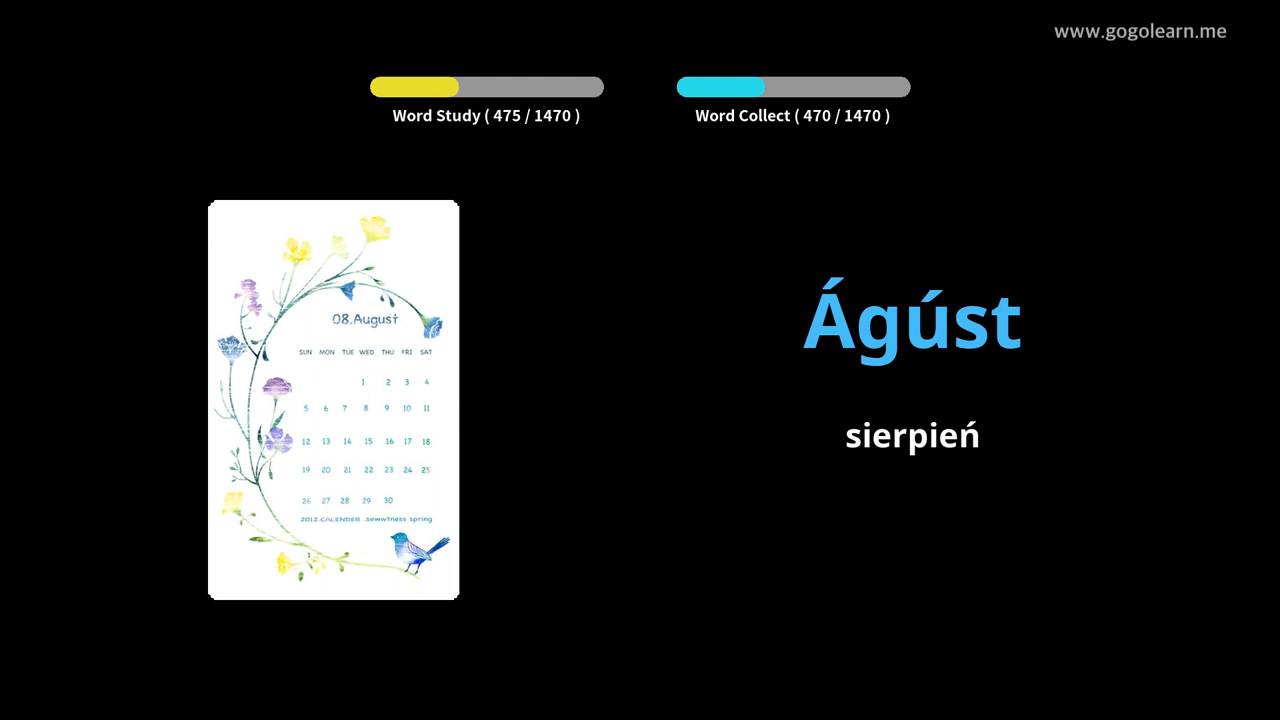 www.gogolearn.me
Word Study ( 475 / 1470 )
Word Collect ( 470 / 1470 )
08.August
SUN MON TUE WED THU FRI SAT
1 2 3 4
5 6 7 8 9 10 11
12 13 14 15 16 17 18
19 20 21 22 23 24 25
26 27 28 29 30
2012.CALENDER .sewwtness spring
Ágúst
sierpień